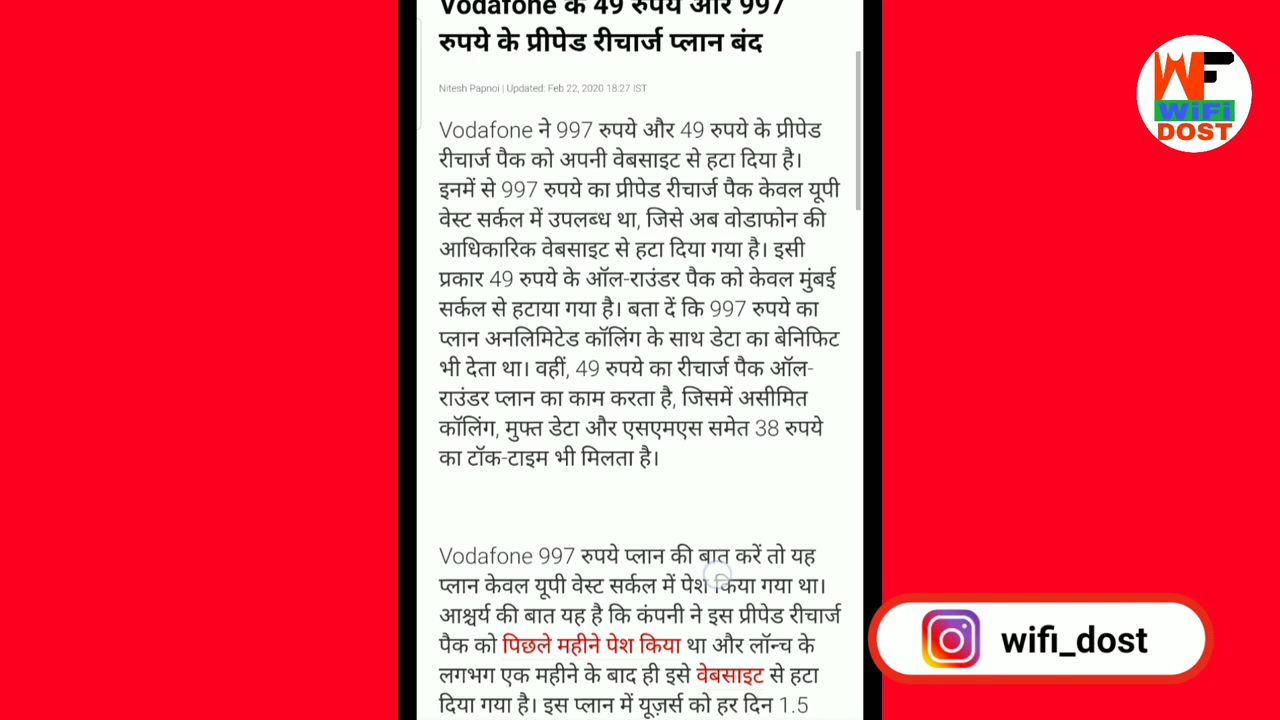 Vodafone के 49 रुपये और 997
रुपये के प्रीपेड रीचार्ज प्लान बंद
Nitesh Papnoi | Updated: Feb 22, 2020 18:27 IST
Vodafone ने 997 रुपये और 49 रुपये के प्रीपेड
रीचार्ज पैक को अपनी वेबसाइट से हटा दिया है।
इनमें से 997 रुपये का प्रीपेड रीचार्ज पैक केवल यूपी
वेस्ट सर्कल में उपलब्ध था, जिसे अब वोडाफोन की
आधिकारिक वेबसाइट से हटा दिया गया है। इसी
प्रकार 49 रुपये के ऑल-राउंडर पैक को केवल मुंबई
सर्कल से हटाया गया है। बता दें कि 997 रुपये का
प्लान अनलिमिटेड कॉलिंग के साथ डेटा का बेनिफिट
भी देता था। वहीं, 49 रुपये का रीचार्ज पैक ऑल-
राउंडर प्लान का काम करता है, जिसमें असीमित
कॉलिंग, मुफ्त डेटा और एसएमएस समेत 38 रुपये
का टॉक-टाइम भी मिलता है।
Vodafone 997 रुपये प्लान की बात करें तो यह
प्लान केवल यूपी वेस्ट सर्कल में पेश किया गया था।
आश्चर्य की बात यह है कि कंपनी ने इस प्रीपेड रीचार्ज
पैक को पिछले महीने पेश किया था और लॉन्च के
लगभग एक महीने के बाद ही इसे वेबसाइट से हटा
दिया गया है। इस प्लान में यूज़र्स को हर दिन 1.5
WF
WiFi
DOST
wifi_dost